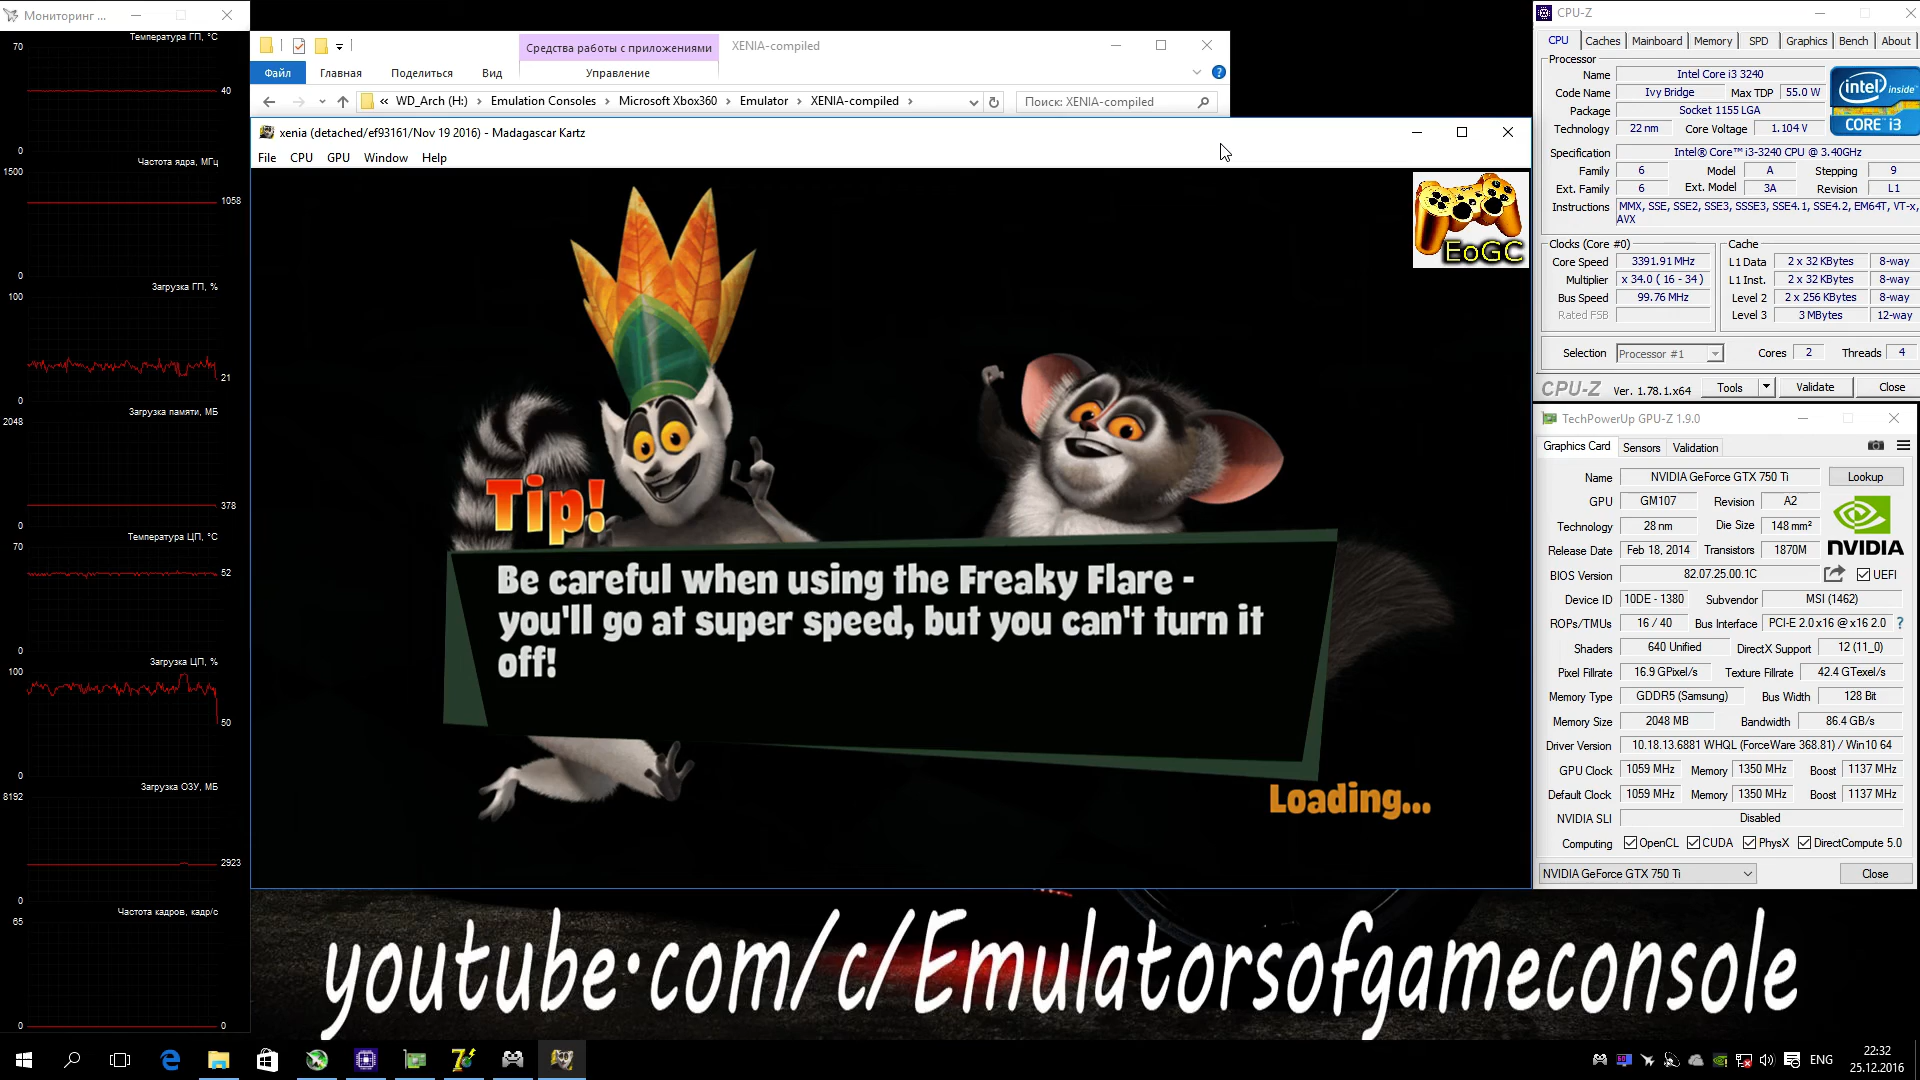 Мониторинг ...
Температура ГП, °C
70
40
0
Частота ядра, МГц
1500
1058
0
Загрузка ГП, %
100
21
0
Загрузка памяти, МБ
2048
378
0
Температура ЦП, °C
70
52
0
Загрузка ЦП, %
100
50
0
Загрузка ОЗУ, МБ
8192
2923
0
Частота кадров, кадр/с
65
0
0
Средства работы с приложениями
XENIA-compiled
Файл
Главная
Поделиться
Вид
Управление
« WD_Arch (H:) › Emulation Consoles › Microsoft Xbox360 › Emulator › XENIA-compiled ›
Поиск: XENIA-compiled
xenia (detached/ef93161/Nov 19 2016) - Madagascar Kartz
File CPU GPU Window Help
EoGC
Tip!
Be careful when using the Freaky Flare -
you'll go at super speed, but you can't turn it
off!
Loading...
youtube.com/c/Emulatorsofgameconsole
CPU-Z
CPU Caches Mainboard Memory SPD Graphics Bench About
Processor
Name Intel Core i3 3240
Code Name Ivy Bridge Max TDP 55.0 W
Package Socket 1155 LGA
Technology 22 nm Core Voltage 1.104 V
intel inside™
CORE i3
Specification Intel® Core™ i3-3240 CPU @ 3.40GHz
Family 6 Model A Stepping 9
Ext. Family 6 Ext. Model 3A Revision L1
Instructions MMX, SSE, SSE2, SSE3, SSSE3, SSE4.1, SSE4.2, EM64T, VT-x,
AVX
Clocks (Core #0)
Core Speed 3391.91 MHz
Multiplier x 34.0 ( 16 - 34 )
Bus Speed 99.76 MHz
Rated FSB
Cache
L1 Data 2 x 32 KBytes 8-way
L1 Inst. 2 x 32 KBytes 8-way
Level 2 2 x 256 KBytes 8-way
Level 3 3 MBytes 12-way
Selection Processor #1 Cores 2 Threads 4
CPU-Z Ver. 1.78.1.x64 Tools Validate Close
TechPowerUp GPU-Z 1.9.0
Graphics Card Sensors Validation
Name NVIDIA GeForce GTX 750 Ti Lookup
GPU GM107 Revision A2
Technology 28 nm Die Size 148 mm²
Release Date Feb 18, 2014 Transistors 1870M
NVIDIA
BIOS Version 82.07.25.00.1C UEFI
Device ID 10DE - 1380 Subvendor MSI (1462)
ROPs/TMUs 16 / 40 Bus Interface PCI-E 2.0 x16 @ x16 2.0 ?
Shaders 640 Unified DirectX Support 12 (11_0)
Pixel Fillrate 16.9 GPixel/s Texture Fillrate 42.4 GTexel/s
Memory Type GDDR5 (Samsung) Bus Width 128 Bit
Memory Size 2048 MB Bandwidth 86.4 GB/s
Driver Version 10.18.13.6881 WHQL (ForceWare 368.81) / Win10 64
GPU Clock 1059 MHz Memory 1350 MHz Boost 1137 MHz
Default Clock 1059 MHz Memory 1350 MHz Boost 1137 MHz
NVIDIA SLI Disabled
Computing OpenCL CUDA PhysX DirectCompute 5.0
NVIDIA GeForce GTX 750 Ti Close
ENG
22:32
25.12.2016